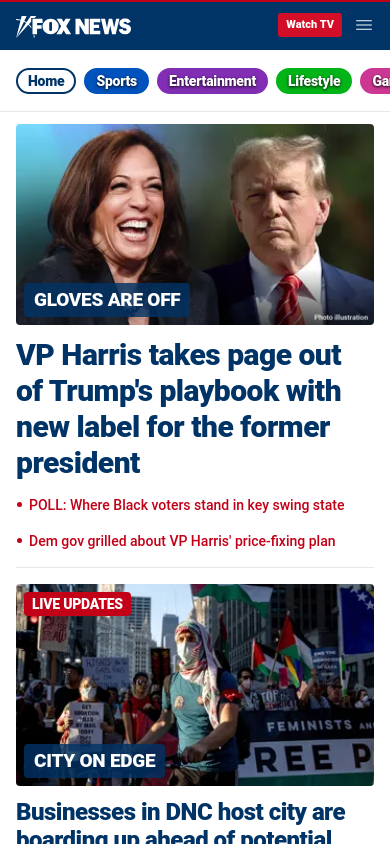 FOX NEWS
Watch TV
Home
Sports
Entertainment
Lifestyle
GLOVES ARE OFF
Photo illustration
VP Harris takes page out
of Trump's playbook with
new label for the former
president
POLL: Where Black voters stand in key swing state
Dem gov grilled about VP Harris' price-fixing plan
LIVE UPDATES
FEMINISTS
FREE P
CITY ON EDGE
Businesses in DNC host city are
boarding up ahead of potential